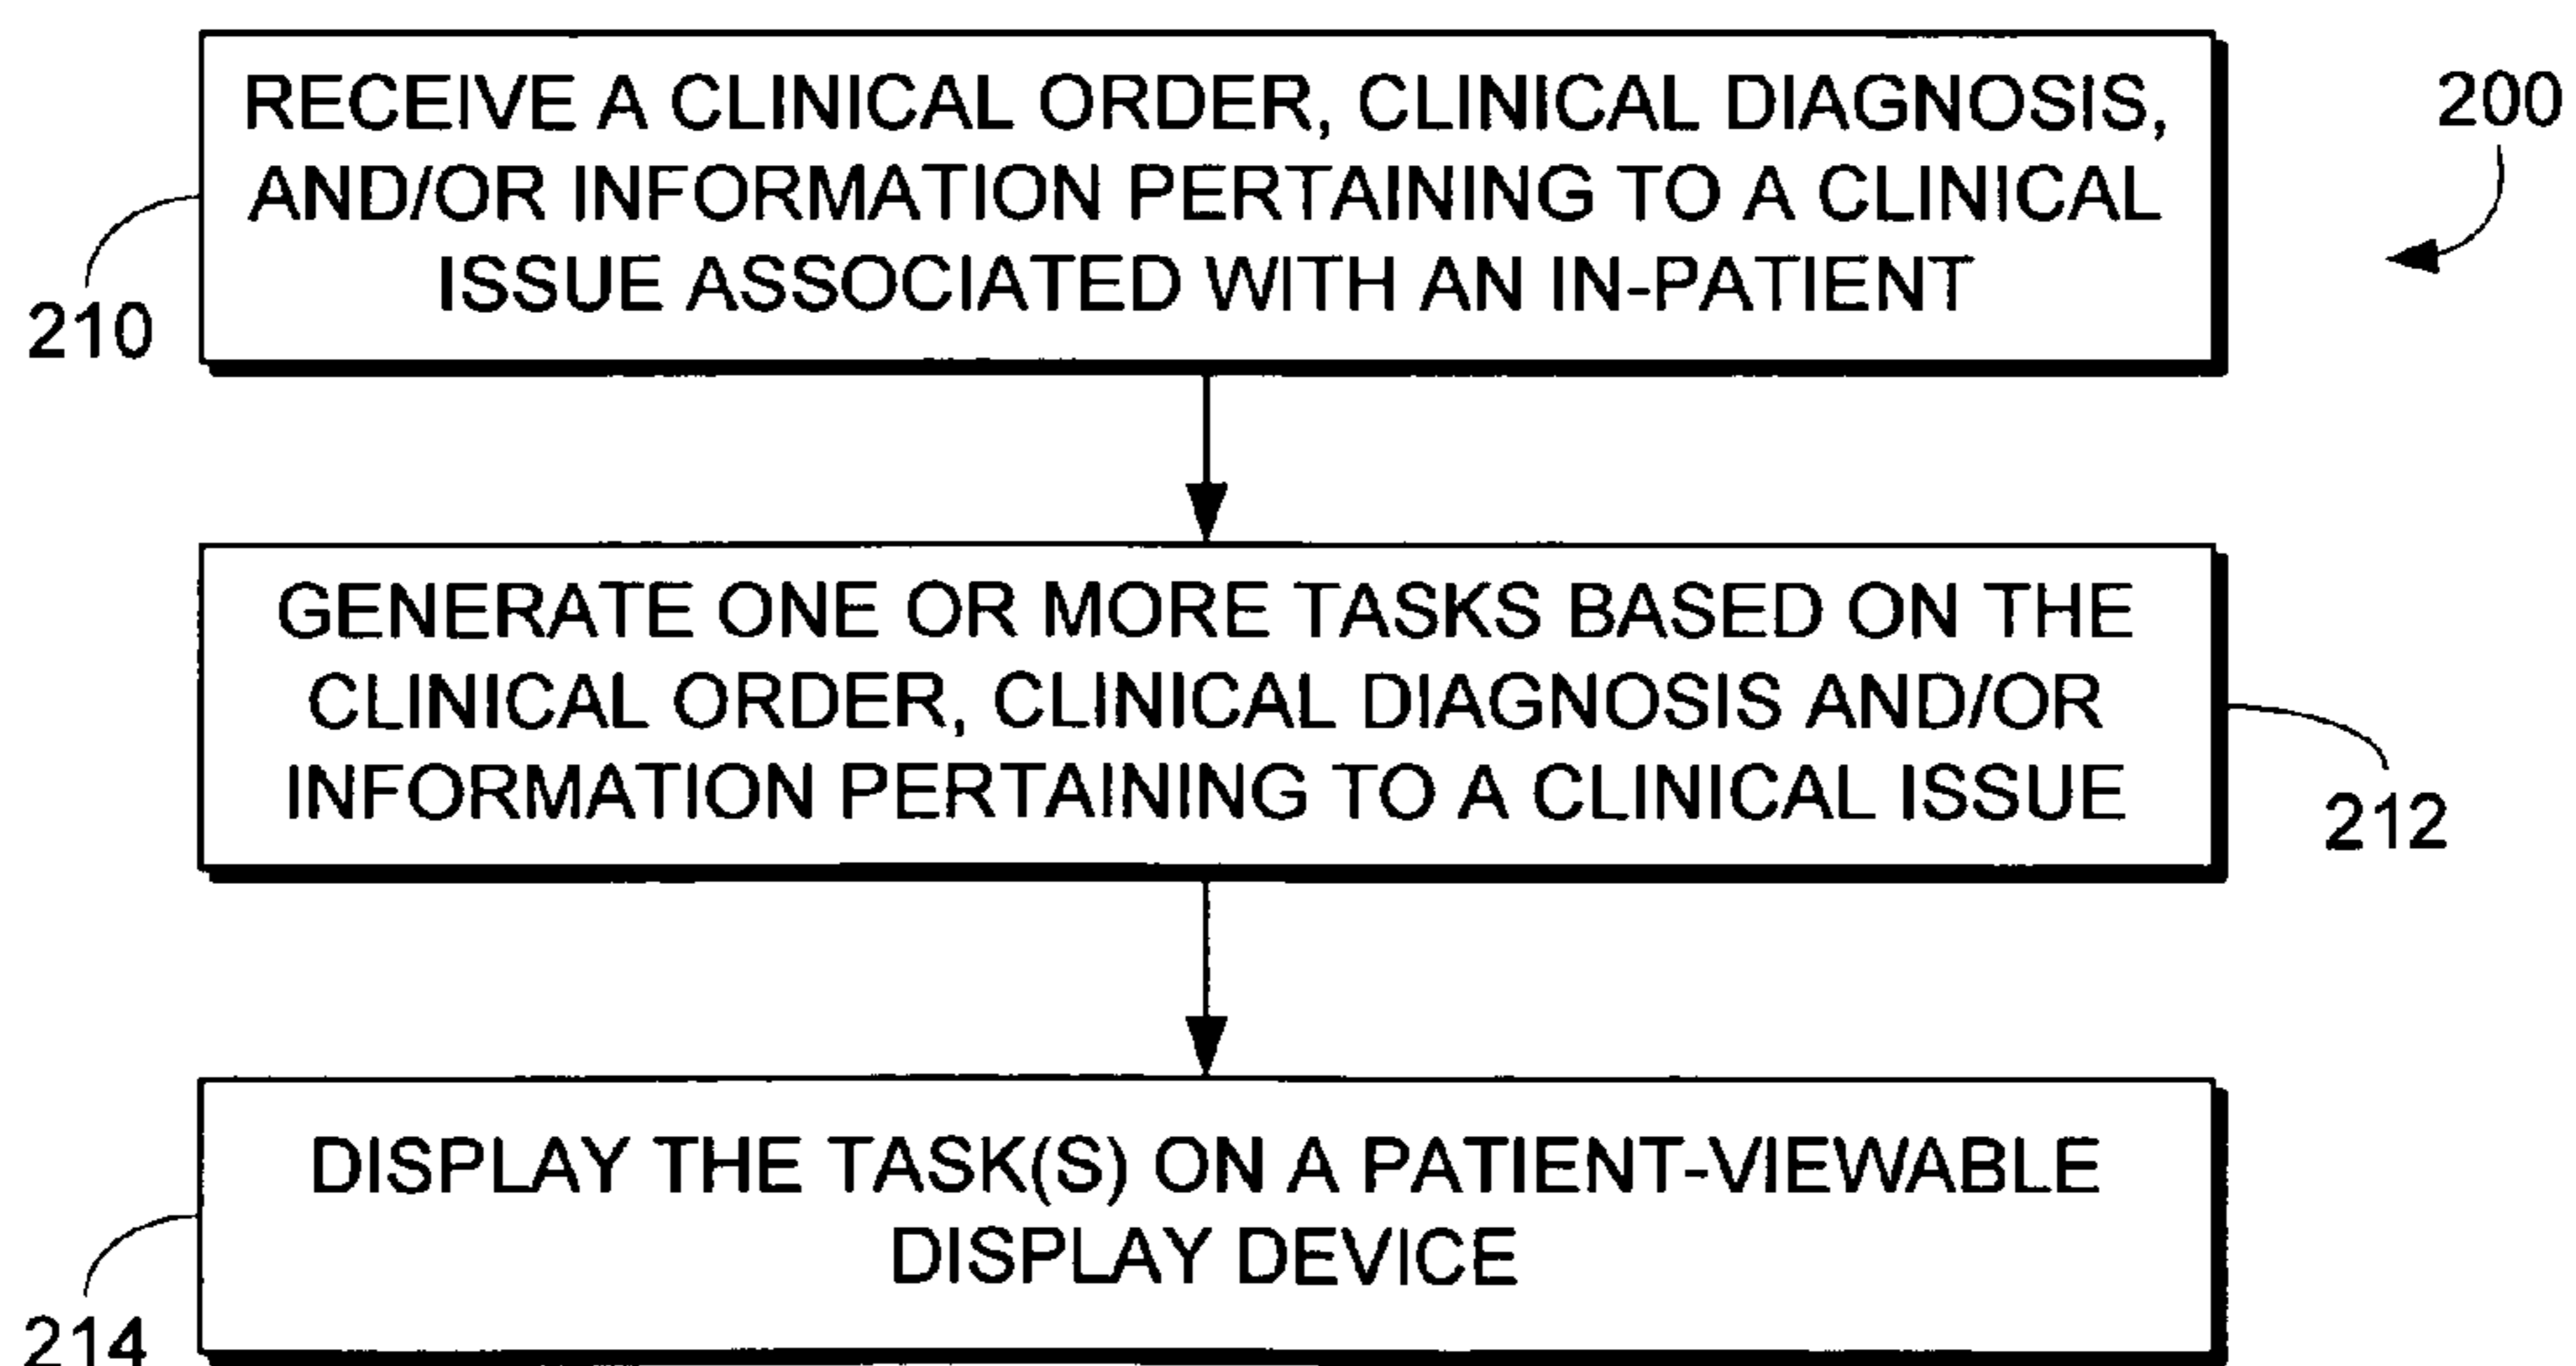 RECEIVE A CLINICAL ORDER, CLINICAL DIAGNOSIS,
AND/OR INFORMATION PERTAINING TO A CLINICAL
ISSUE ASSOCIATED WITH AN IN-PATIENT
200
210
GENERATE ONE OR MORE TASKS BASED ON THE
CLINICAL ORDER, CLINICAL DIAGNOSIS AND/OR
INFORMATION PERTAINING TO A CLINICAL ISSUE
212
DISPLAY THE TASK(S) ON A PATIENT-VIEWABLE
DISPLAY DEVICE
214